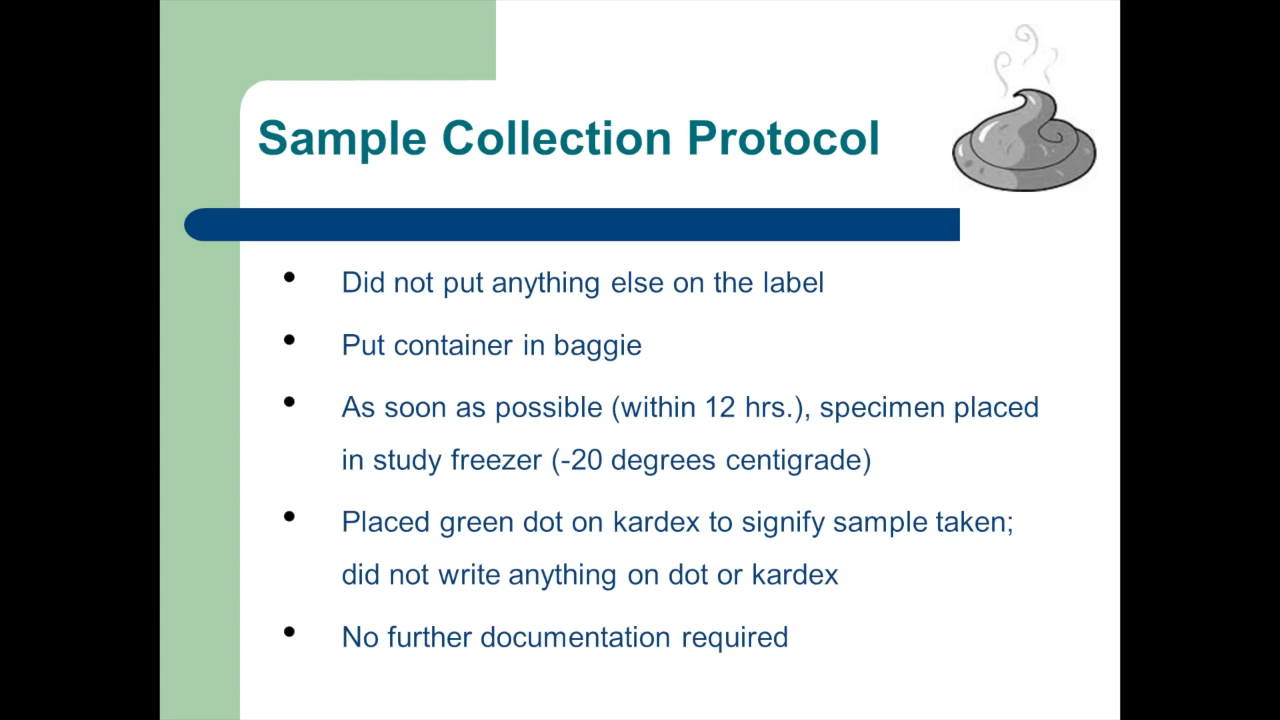 Sample Collection Protocol
• Did not put anything else on the label
• Put container in baggie
• As soon as possible (within 12 hrs.), specimen placed
in study freezer (-20 degrees centigrade)
• Placed green dot on kardex to signify sample taken;
did not write anything on dot or kardex
• No further documentation required